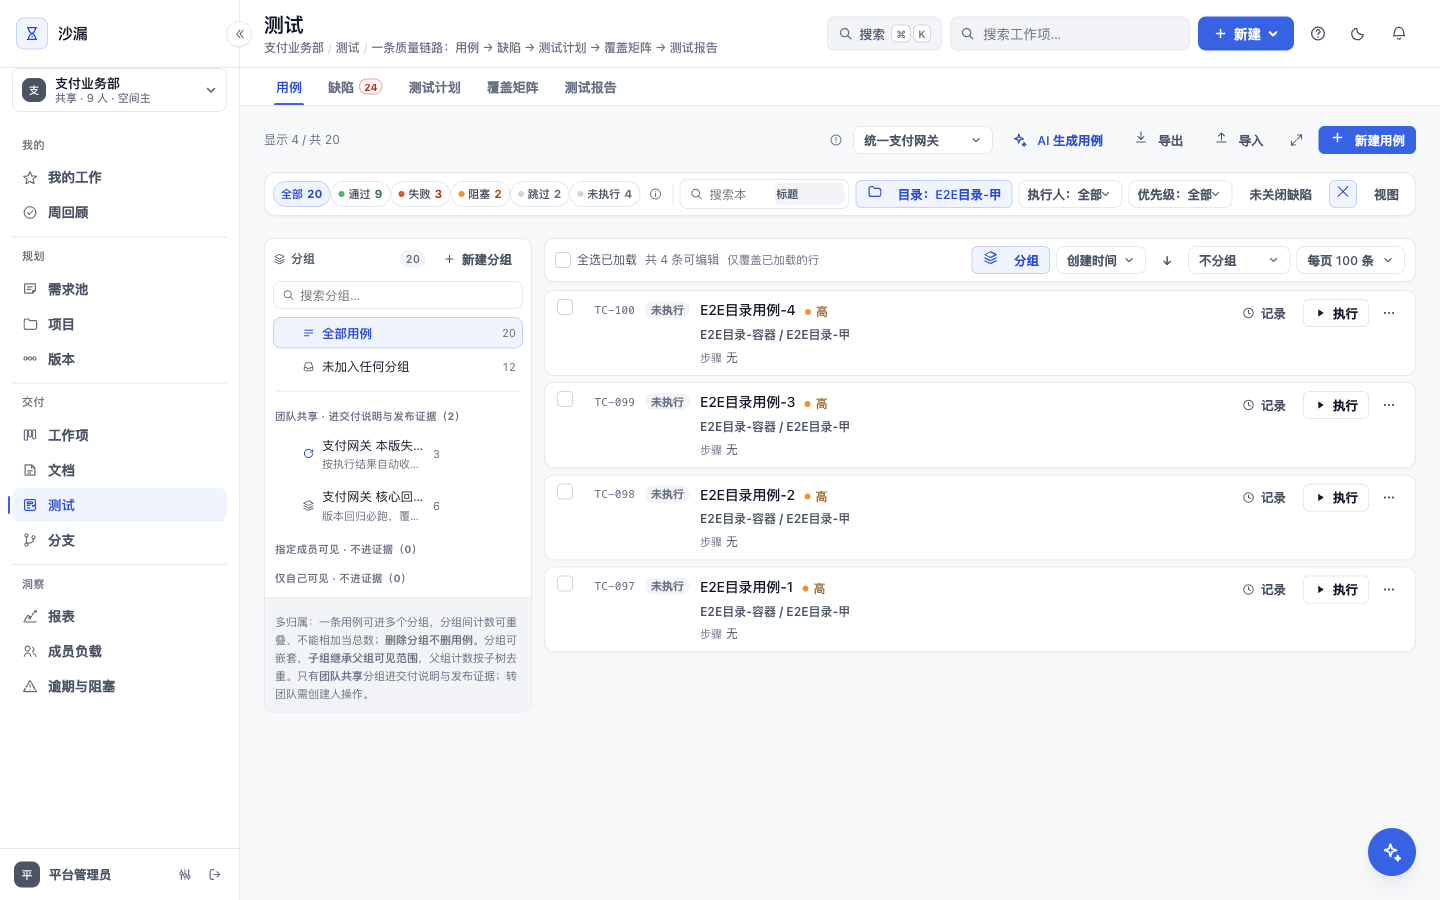 沙漏
测试
支付业务部 / 测试 / 一条质量链路：用例 → 缺陷 → 测试计划 → 覆盖矩阵 → 测试报告
搜索 ⌘ K
搜索工作项...
+ 新建
支
支付业务部
共享 · 9 人 · 空间主
我的
我的工作
周回顾
规划
需求池
项目
版本
交付
工作项
文档
测试
分支
洞察
报表
成员负载
逾期与阻塞
平
平台管理员
用例
缺陷 24
测试计划
覆盖矩阵
测试报告
显示 4 / 共 20
统一支付网关
AI 生成用例
导出
导入
+ 新建用例
全部 20
通过 9
失败 3
阻塞 2
跳过 2
未执行 4
搜索本
标题
目录：E2E目录-甲
执行人：全部
优先级：全部
未关闭缺陷
视图
分组
20
+ 新建分组
搜索分组...
全部用例 20
未加入任何分组 12
团队共享 · 进交付说明与发布证据（2）
支付网关 本版失... 3
按执行结果自动收...
支付网关 核心回... 6
版本回归必跑，覆...
指定成员可见 · 不进证据（0）
仅自己可见 · 不进证据（0）
多归属：一条用例可进多个分组，分组间计数可重
叠、不能相加当总数；删除分组不删用例。分组可
嵌套，子组继承父组可见范围，父组计数按子树去
重。只有团队共享分组进交付说明与发布证据；转
团队需创建人操作。
全选已加载 共 4 条可编辑 仅覆盖已加载的行
分组
创建时间
↓
不分组
每页 100 条
TC-100 未执行 E2E目录用例-4 高
E2E目录-容器 / E2E目录-甲
步骤 无
记录
执行
TC-099 未执行 E2E目录用例-3 高
E2E目录-容器 / E2E目录-甲
步骤 无
记录
执行
TC-098 未执行 E2E目录用例-2 高
E2E目录-容器 / E2E目录-甲
步骤 无
记录
执行
TC-097 未执行 E2E目录用例-1 高
E2E目录-容器 / E2E目录-甲
步骤 无
记录
执行